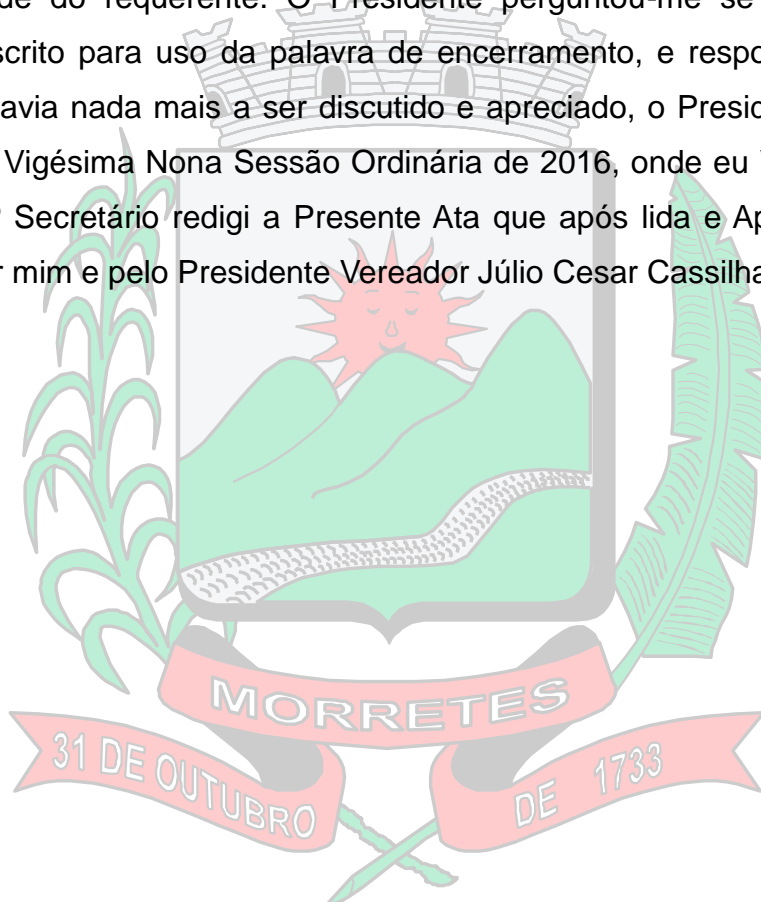 de do requerente. O Presidente perguntou-me se
scrito para uso da palavra de encerramento, e respo
avia nada mais a ser discutido e apreciado, o Presid
Vigésima Nona Sessão Ordinária de 2016, onde eu
Secretário redigi a Presente Ata que após lida e Ap
r mim e pelo Presidente Vereador Júlio Cesar Cassilha
MORRETES
31 DE OUTUBRO DE 1733